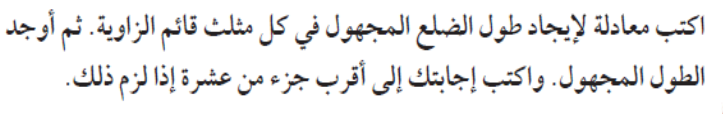 اكتب معادلة لإيجاد طول الضلع المجهول في كل مثلث قائم الزاوية. ثم أوجد
الطول المجهول. واكتب إجابتك إلى أقرب جزء من عشرة إذا لزم ذلك.